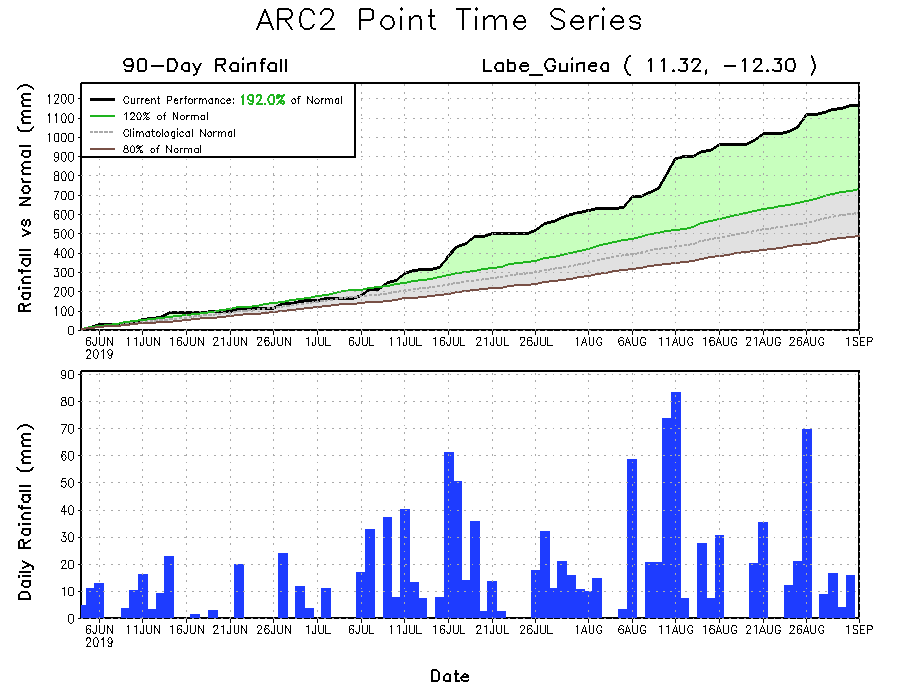 ARC2 Point Time Series
90-Day Rainfall
Labe_Guinea ( 11.32, -12.30 )
Rainfall vs Normal (mm)
1200
1100
1000
900
800
700
600
500
400
300
200
100
0
Current Performance: 192.0% of Normal
120% of Normal
Climatological Normal
80% of Normal
6JUN 11JUN 16JUN 21JUN 26JUN 1JUL 6JUL 11JUL 16JUL 21JUL 26JUL 1AUG 6AUG 11AUG 16AUG 21AUG 26AUG 1SEP
2019
Daily Rainfall (mm)
90
80
70
60
50
40
30
20
10
0
6JUN 11JUN 16JUN 21JUN 26JUN 1JUL 6JUL 11JUL 16JUL 21JUL 26JUL 1AUG 6AUG 11AUG 16AUG 21AUG 26AUG 1SEP
2019
Date